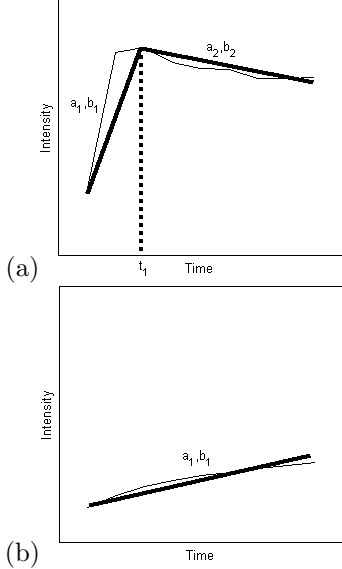 a2,b2
a1,b1
Intensity
t1
Time
(a)
a1,b1
Intensity
Time
(b)